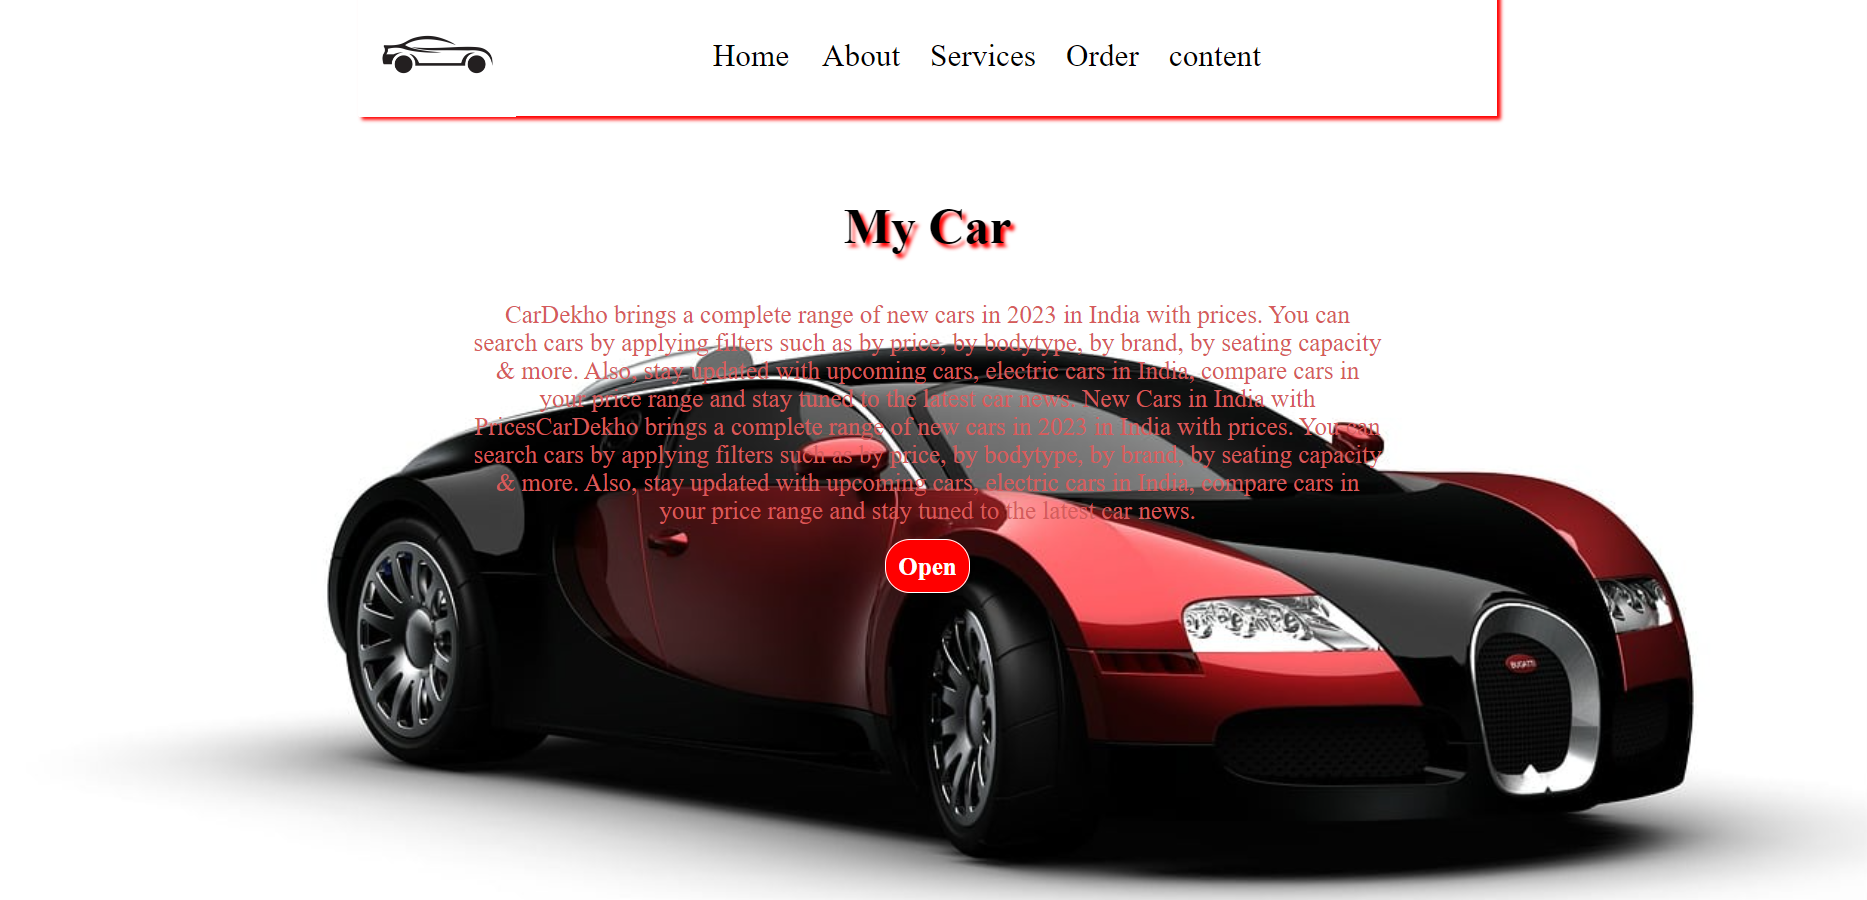 Home About Services Order content
My Car
CarDekho brings a complete range of new cars in 2023 in India with prices. You can
search cars by applying filters such as by price, by bodytype, by brand, by seating capacity
& more. Also, stay updated with upcoming cars, electric cars in India, compare cars in
your price range and stay tuned to the latest car news. New Cars in India with
PricesCarDekho brings a complete range of new cars in 2023 in India with prices. You can
search cars by applying filters such as by price, by bodytype, by brand, by seating capacity
& more. Also, stay updated with upcoming cars, electric cars in India, compare cars in
your price range and stay tuned to the latest car news.
Open
BUGATTI